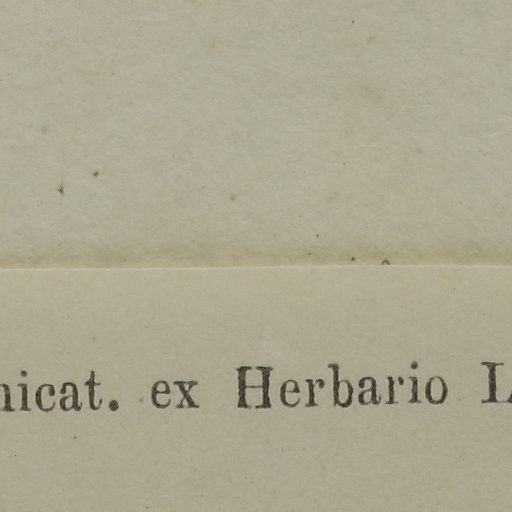 nicat. ex Herbario L